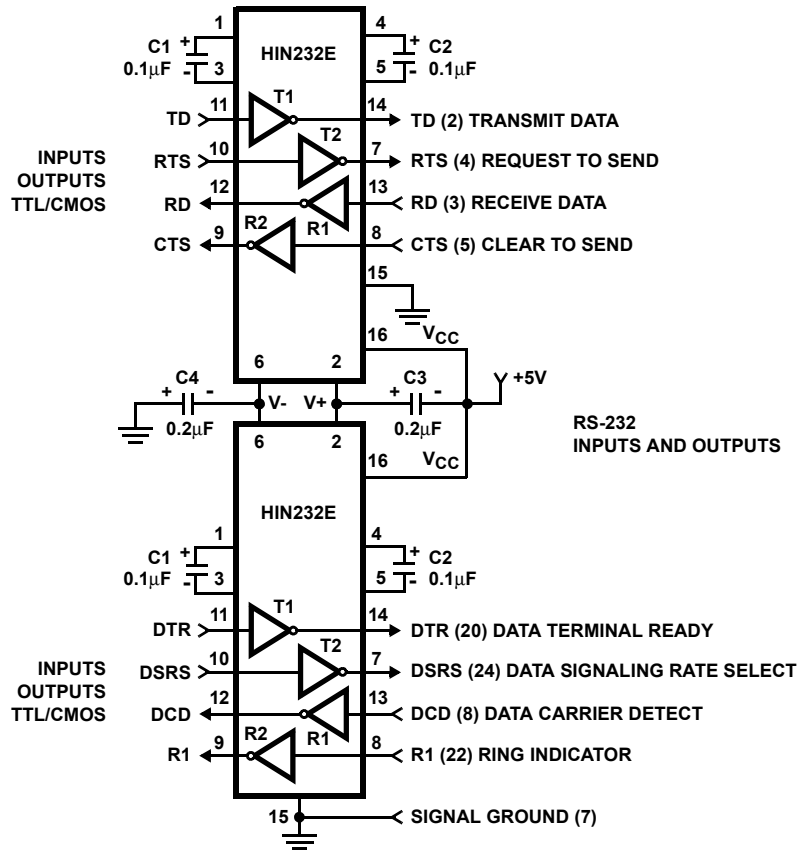 1
4
C1 + HIN232E + C2
0.1µF - 3 5 - 0.1µF
T1
TD 11 14 TD (2) TRANSMIT DATA
T2
INPUTS
OUTPUTS
TTL/CMOS
RTS 10 7 RTS (4) REQUEST TO SEND
RD 12 13 RD (3) RECEIVE DATA
R2 R1
CTS 9 8 CTS (5) CLEAR TO SEND
15
16 VCC
6 2
+5V
C4 C3
+ - V- V+ + -
0.2µF 0.2µF
RS-232
INPUTS AND OUTPUTS
6 2
16 VCC
HIN232E
1 4
C1 + + C2
0.1µF - 3 5 - 0.1µF
T1
DTR 11 14 DTR (20) DATA TERMINAL READY
T2
INPUTS
OUTPUTS
TTL/CMOS
DSRS 10 7 DSRS (24) DATA SIGNALING RATE SELECT
DCD 12 13 DCD (8) DATA CARRIER DETECT
R2 R1
R1 9 8 R1 (22) RING INDICATOR
15 SIGNAL GROUND (7)